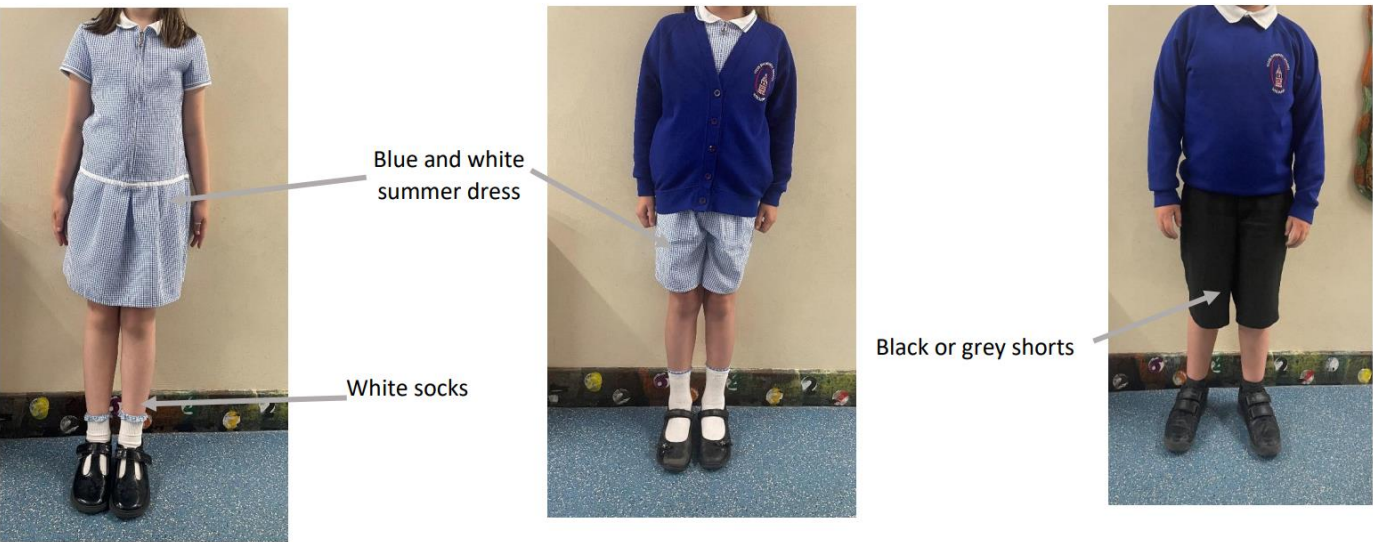 Blue and white
summer dress
White socks
Black or grey shorts